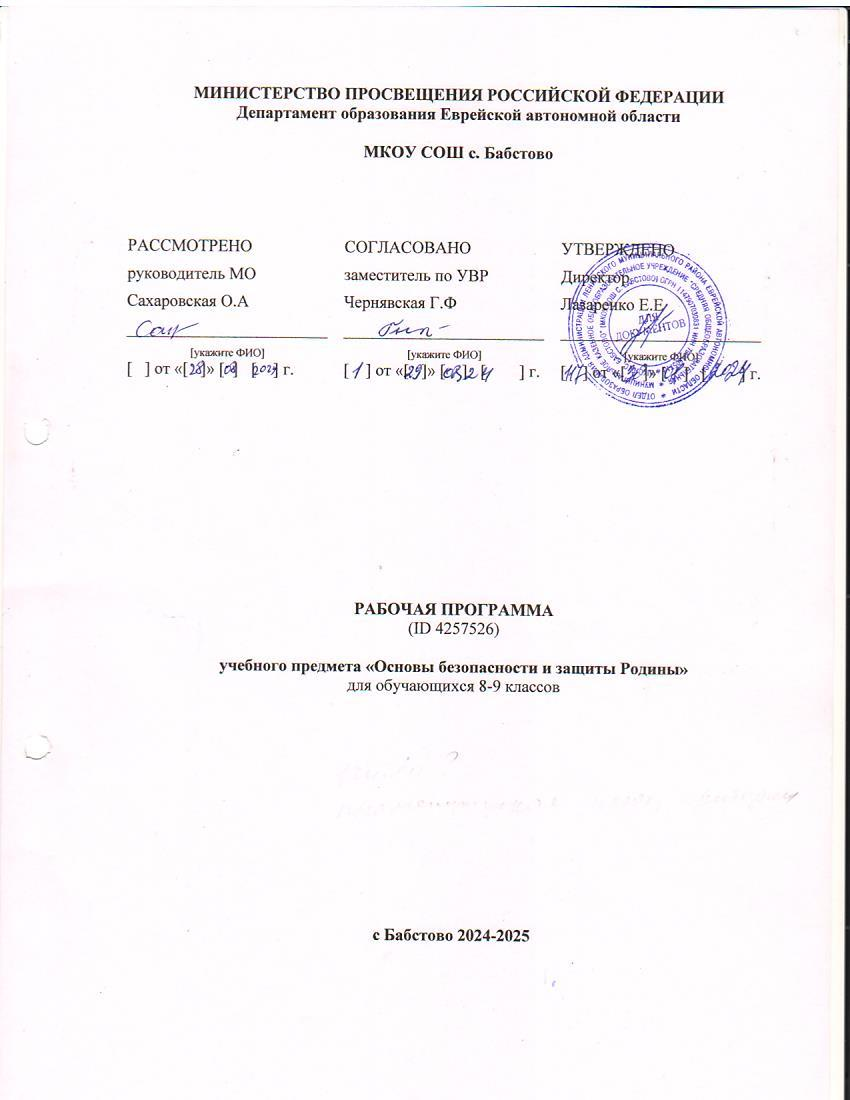 МИНИСТЕРСТВО ПРОСВЕЩЕНИЯ РОССИЙСКОЙ ФЕДЕРАЦИИ
Департамент образования Еврейской автономной области
МКОУ СОШ с. Бабстово
РАССМОТРЕНО
руководитель МО
Сахаровская О.А
[укажите ФИО]
[ ] от «[28]» [08] [2024] г.
СОГЛАСОВАНО
заместитель по УВР
Чернявская Г.Ф
[укажите ФИО]
[1] от «[29]» [08.24] [ ] г.
УТВЕРЖДЕНО
Директор
Лазаренко Е.Е
ДЛЯ
ДОКУМЕНТОВ
[укажите ФИО]
[2024] г.
РАБОЧАЯ ПРОГРАММА
(ID 4257526)
учебного предмета «Основы безопасности и защиты Родины»
для обучающихся 8-9 классов
с Бабстово 2024-2025